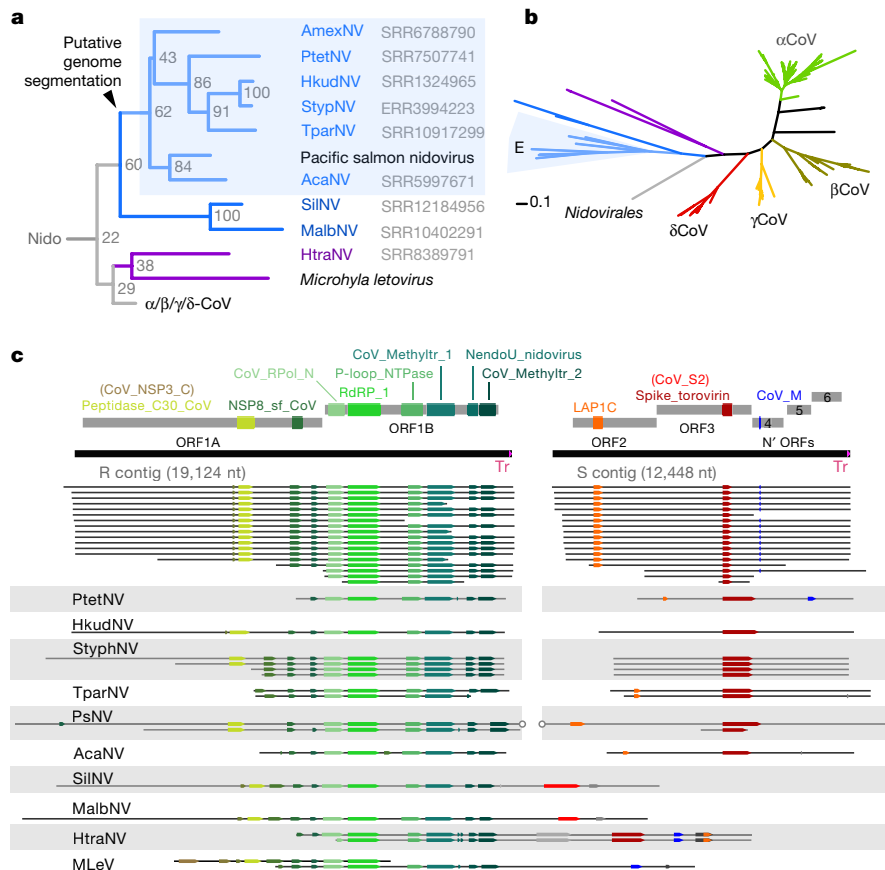 a
Putative
genome
segmentation
AmexNV SRR6788790
43
PtetNV SRR7507741
86
HkudNV SRR1324965
100
StypNV ERR3994223
62
91
TparNV SRR10917299
Pacific salmon nidovirus
60
84
AcaNV SRR5997671
SilNV SRR12184956
100
MalbNV SRR10402291
Nido
22
HtraNV SRR8389791
38
Microhyla letovirus
29
α/β/γ/δ-CoV
b
αCoV
E
0.1
Nidovirales
δCoV
γCoV
βCoV
c
CoV_Methyltr_1 NendoU_nidovirus
(CoV_NSP3_C) CoV_RPol_N P-loop_NTPase CoV_Methyltr_2
Peptidase_C30_CoV NSP8_sf_CoV RdRP_1
(CoV_S2)
Spike_torovirin
LAP1C CoV_M
6
5
4
ORF1A ORF1B
ORF2 ORF3 N′ ORFs
Tr
Tr
R contig (19,124 nt)
S contig (12,448 nt)
PtetNV
HkudNV
StyphNV
TparNV
PsNV
AcaNV
SilNV
MalbNV
HtraNV
MLeV